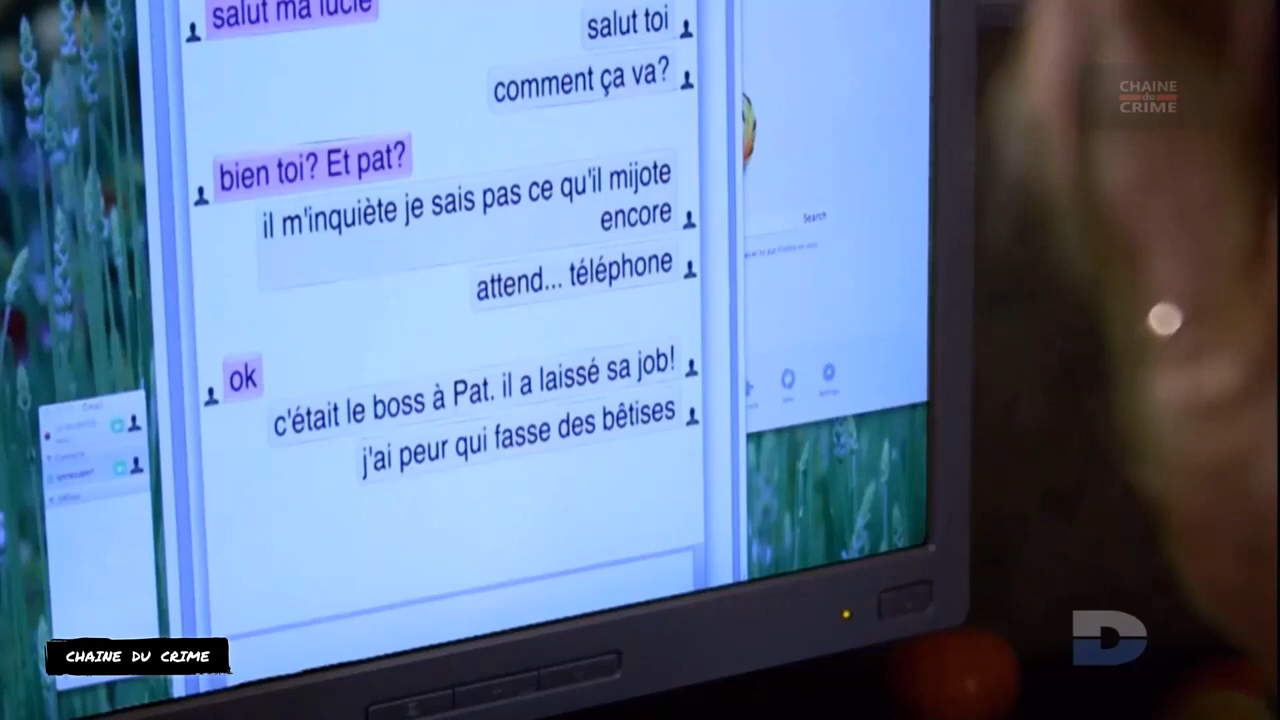 salut ma lucie
salut toi
comment ça va?
bien toi? Et pat?
il m'inquiète je sais pas ce qu'il mijote
encore
attend... téléphone
ok
c'était le boss à Pat. il a laissé sa job!
j'ai peur qui fasse des bêtises
Search
CHAINE
du
CRIME
CHAINE DU CRIME
D